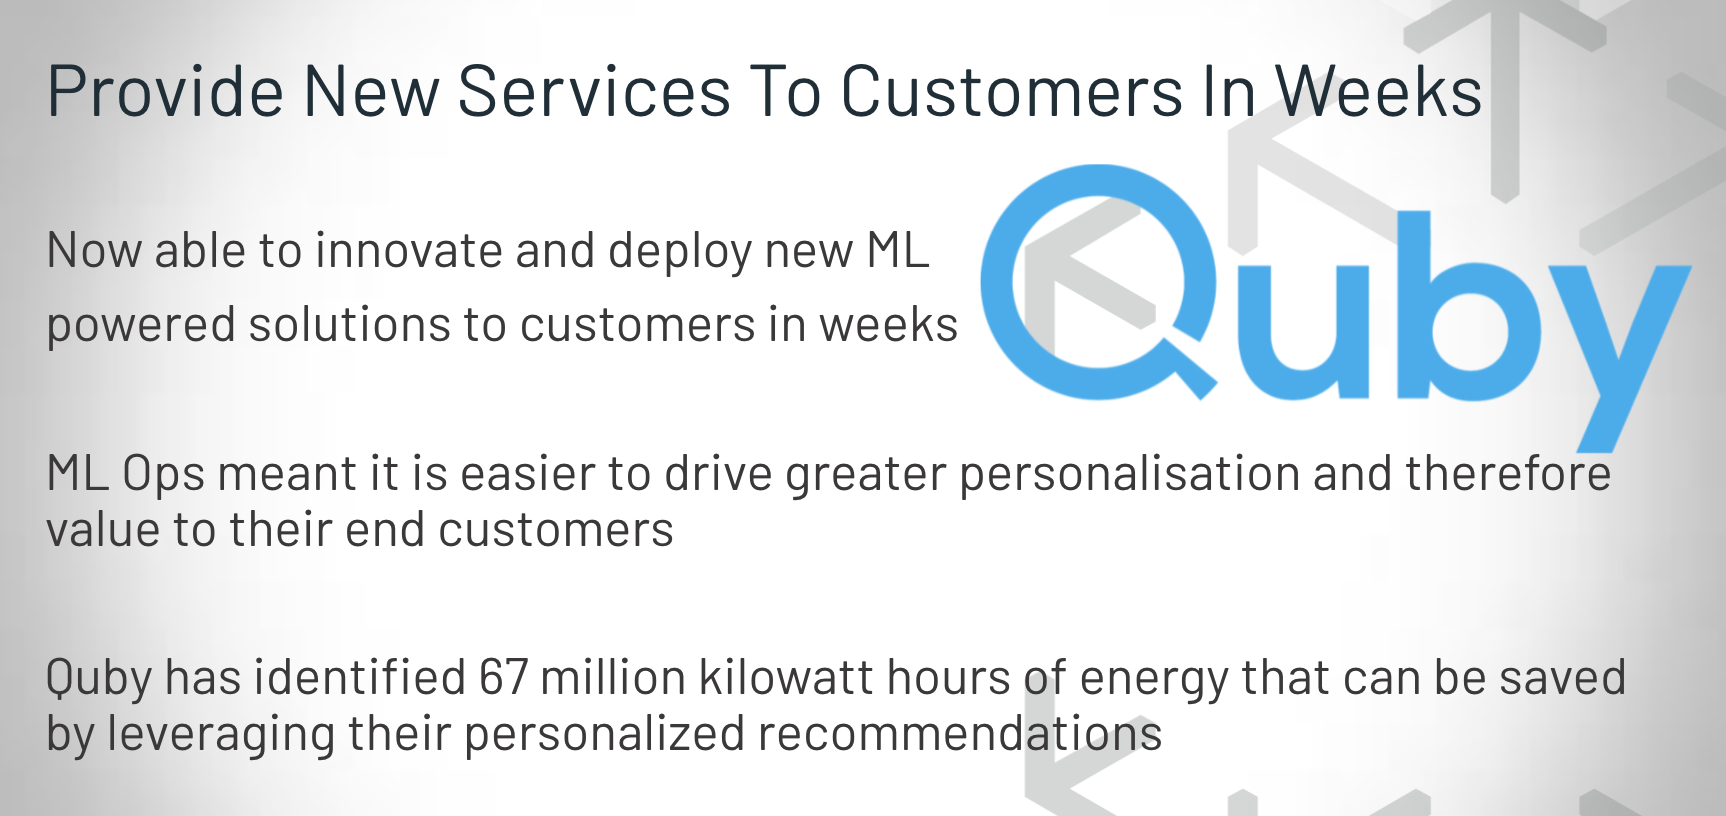 Provide New Services To Customers In Weeks
Now able to innovate and deploy new ML
powered solutions to customers in weeks
Quby
ML Ops meant it is easier to drive greater personalisation and therefore
value to their end customers
Quby has identified 67 million kilowatt hours of energy that can be saved
by leveraging their personalized recommendations